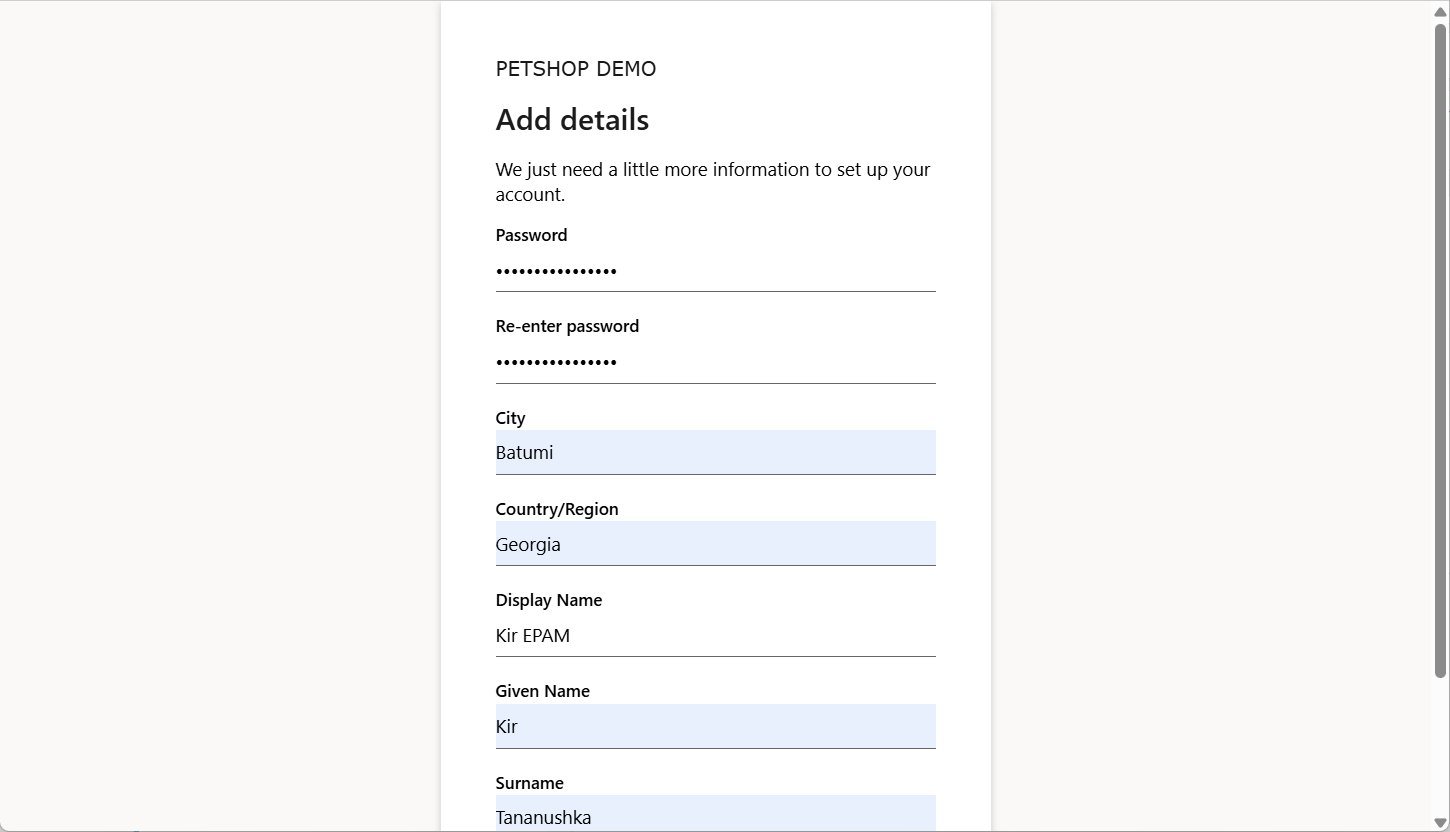 PETSHOP DEMO
Add details
We just need a little more information to set up your
account.
Password
••••••••••••••••
Re-enter password
••••••••••••••••
City
Batumi
Country/Region
Georgia
Display Name
Kir EPAM
Given Name
Kir
Surname
Tananushka